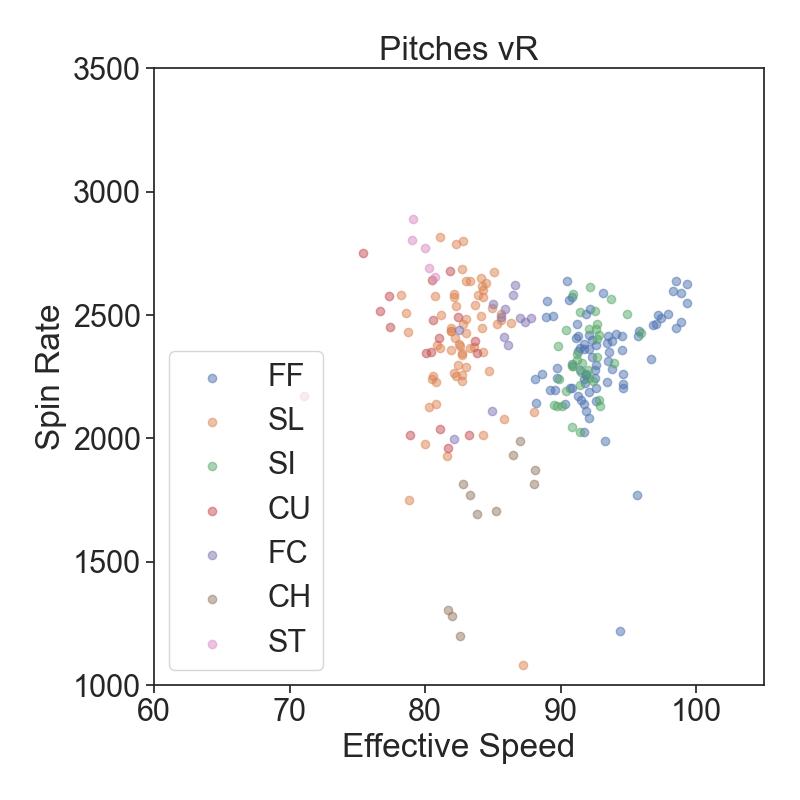 Pitches vR
3500
3000
2500
2000
1500
1000
Spin Rate
FF
SL
SI
CU
FC
CH
ST
60 70 80 90 100
Effective Speed